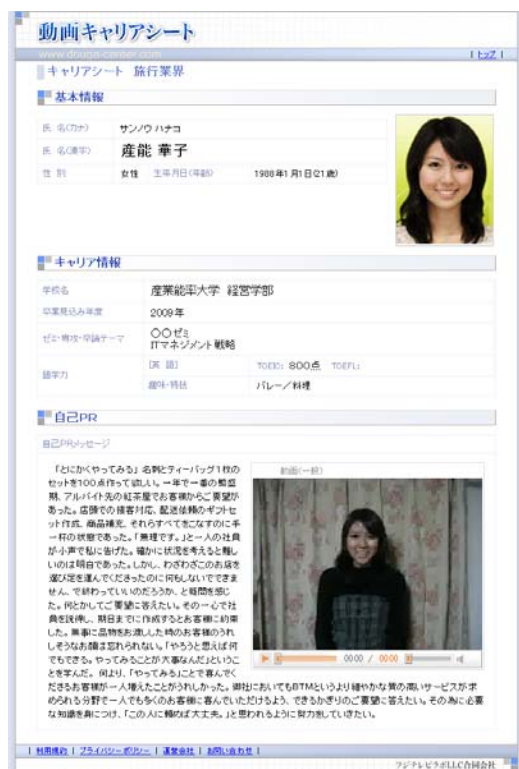 動画キャリアシート
www.douga-career.com
| トップ |
キャリアシート 旅行業界
基本情報
氏 名(カナ) サンノウ ハナコ
氏 名(漢字) 産能 華子
性 別 女性 生年月日(年齢) 1988年1月1日(21歳)
キャリア情報
学校名 産業能率大学 経営学部
卒業見込み年度 2009年
ゼミ・専攻・卒論テーマ 〇〇ゼミ
ITマネジメント戦略
語学力 [英 語] TOEIC: 800点 TOEFL:
趣味・特技 バレー/料理
自己PR
自己PRメッセージ
動画(一般)
「とにかくやってみる」 名刺とティーバッグ1枚の
セットを100点作って欲しい。一年で一番の繁盛
期、アルバイト先の紅茶屋でお客様からご要望が
あった。店頭での接客対応、配送依頼のギフトセ
ット作成、商品補充、それらすべてをこなすのに手
一杯の状態であった。「無理です。」と一人の社員
が小声で私に告げた。確かに状況を考えると難し
いのは明白であった。しかし、わざわざこのお店を
選び足を運んでくださったのに何もしないでできま
せん、で終わっていいのだろうか、と疑問を感じ
た。何とかしてご要望に答えたい。その一心で社
員を説得し、期日までに作成するとお客様に約束
した。無事に品物をお渡しした時のお客様のうれ
しそうなお顔は忘れられない。「やろうと思えば何
でもできる。やってみることが大事なんだ」というこ
とを学んだ。 何より、「やってみる」ことで喜んでく
ださるお客様が一人増えたことがうれしかった。御社においてもBTMというより細やかな質の高いサービスが求
められる分野で一人でも多くのお客様に喜んでいた
だけるよう、できるかぎりのご要望に答えたい。その為に必要
な知識を身につけ、「この人に頼めば大丈夫。」と思われるように努力をしていきたい。
00:00 / 00:00
| 利用規約 | プライバシーポリシー | 運営会社 | お問い合わせ |
フジテレビラボLLC合同会社